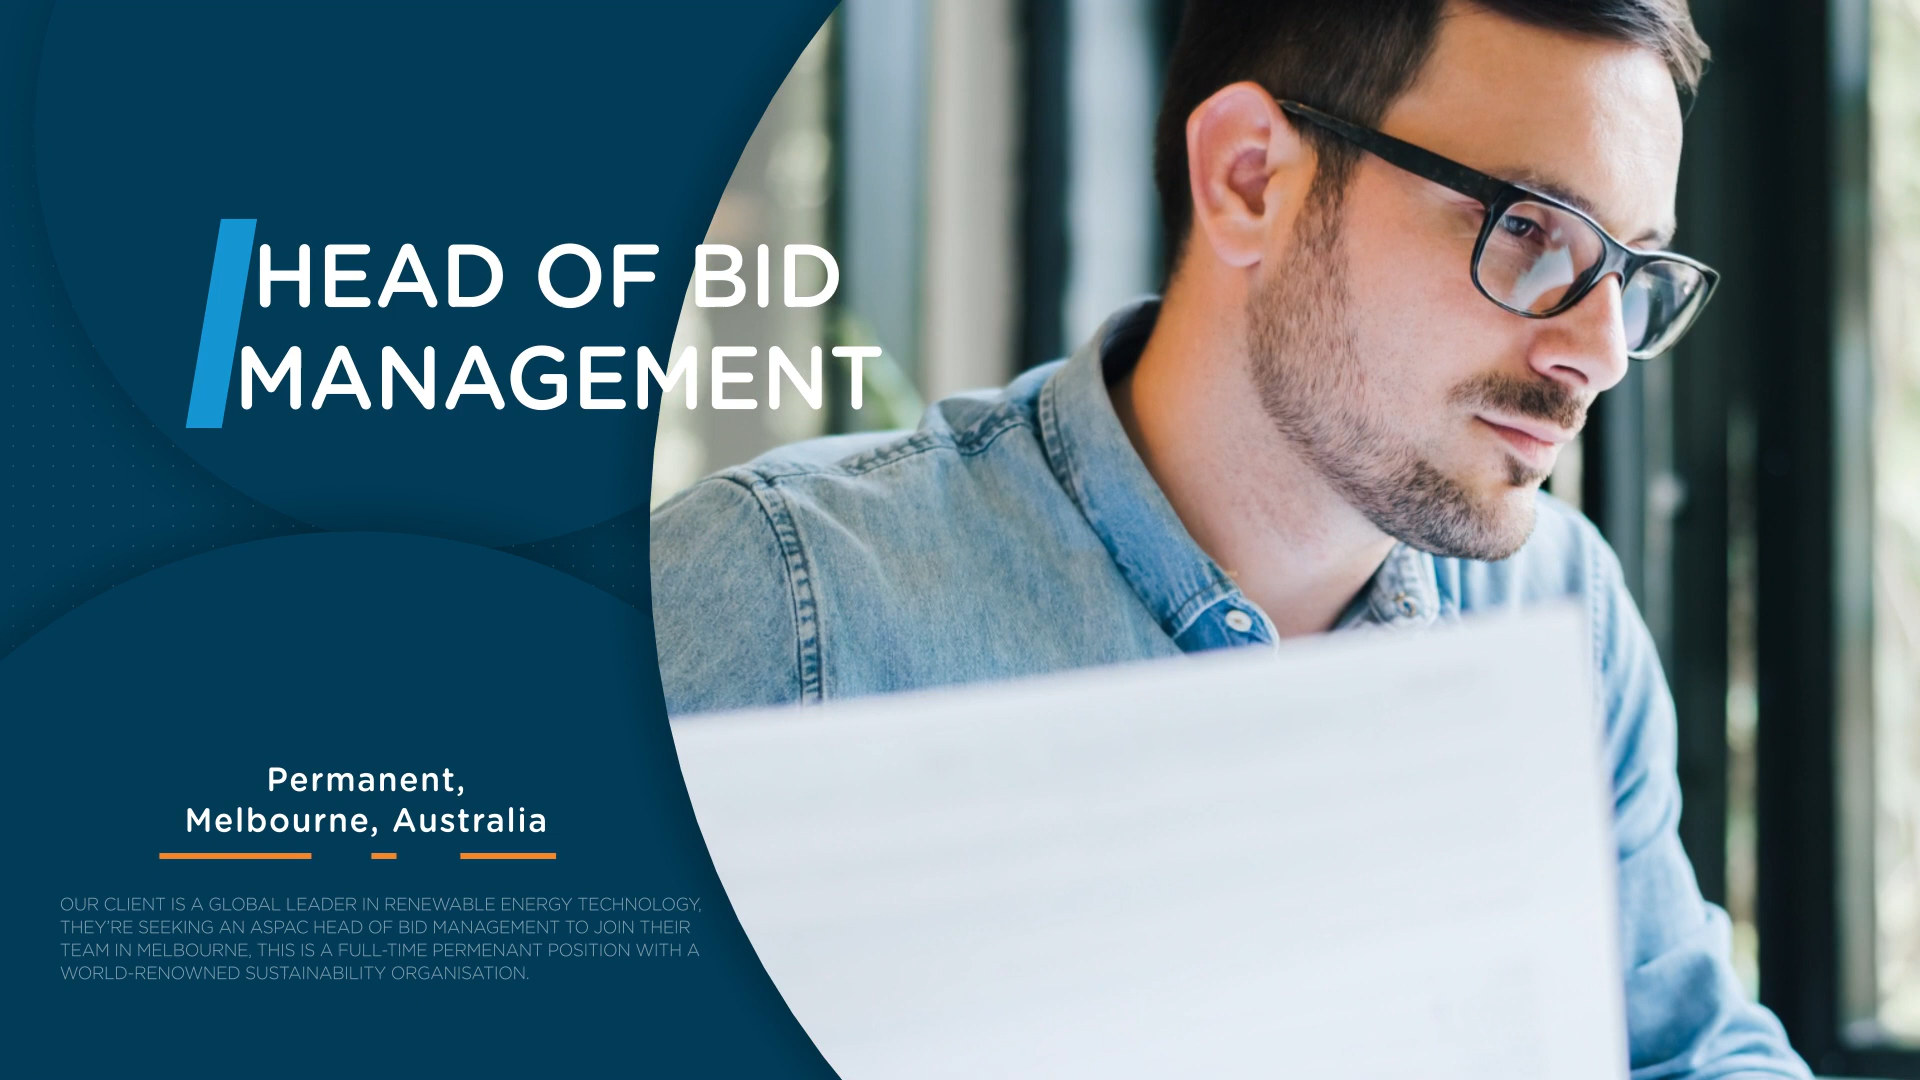 HEAD OF BID
MANAGEMENT
Permanent,
Melbourne, Australia
OUR CLIENT IS A GLOBAL LEADER IN RENEWABLE ENERGY TECHNOLOGY,
THEY'RE SEEKING AN ASPAC HEAD OF BID MANAGEMENT TO JOIN THEIR
TEAM IN MELBOURNE, THIS IS A FULL-TIME PERMENANT POSITION WITH A
WORLD-RENOWNED SUSTAINABILITY ORGANISATION.